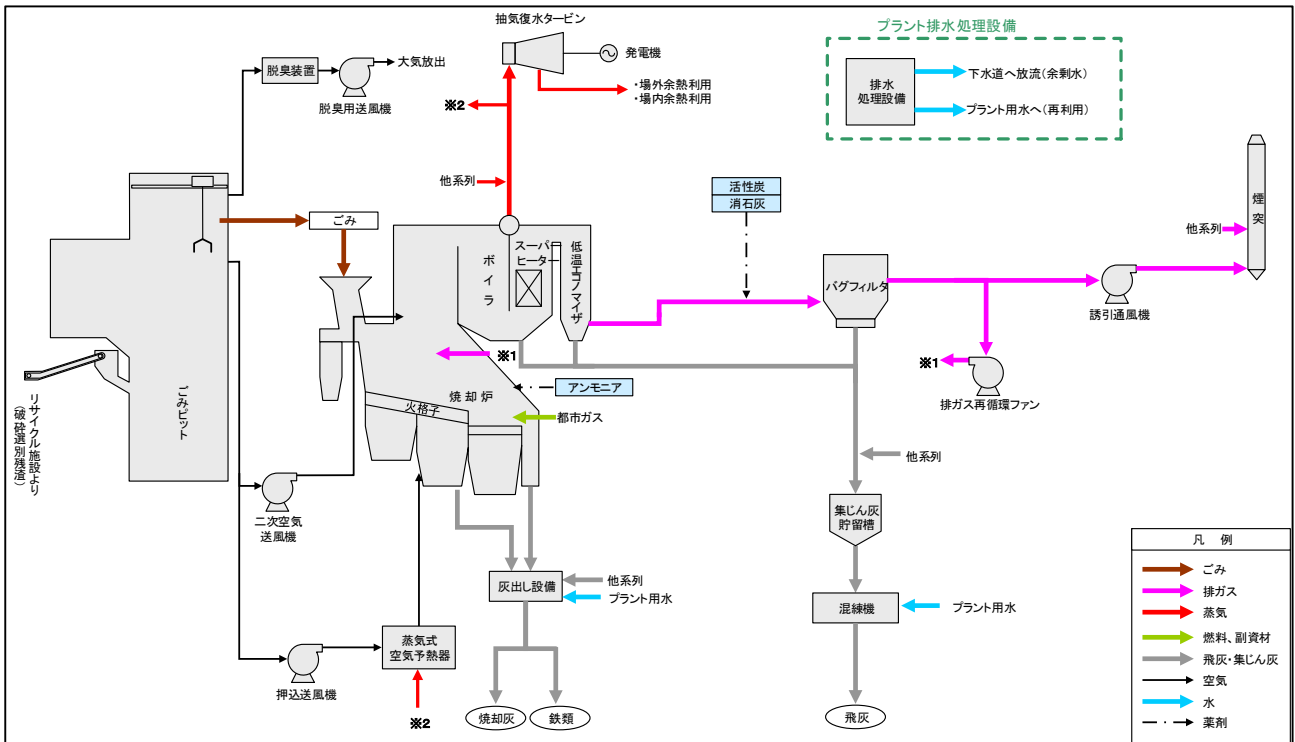 抽気復水タービン
発電機
・場外余熱利用
・場内余熱利用
※2
脱臭装置
大気放出
脱臭用送風機
プラント排水処理設備
排水
処理設備
下水道へ放流(余剰水)
プラント用水へ(再利用)
他系列
ごみ
活性炭
消石灰
煙突
他系列
ボイラ
スーパー
ヒーター
低温エコノマイザ
バグフィルタ
誘引通風機
※1
※1
排ガス再循環ファン
アンモニア
焼却炉
火格子
都市ガス
ごみピット
リサイクル施設より
(破砕選別残渣)
二次空気
送風機
他系列
集じん灰
貯留槽
灰出し設備
他系列
プラント用水
混練機
プラント用水
蒸気式
空気予熱器
押込送風機
※2
焼却灰
鉄類
飛灰
凡 例
ごみ
排ガス
蒸気
燃料、副資材
飛灰・集じん灰
空気
水
薬剤